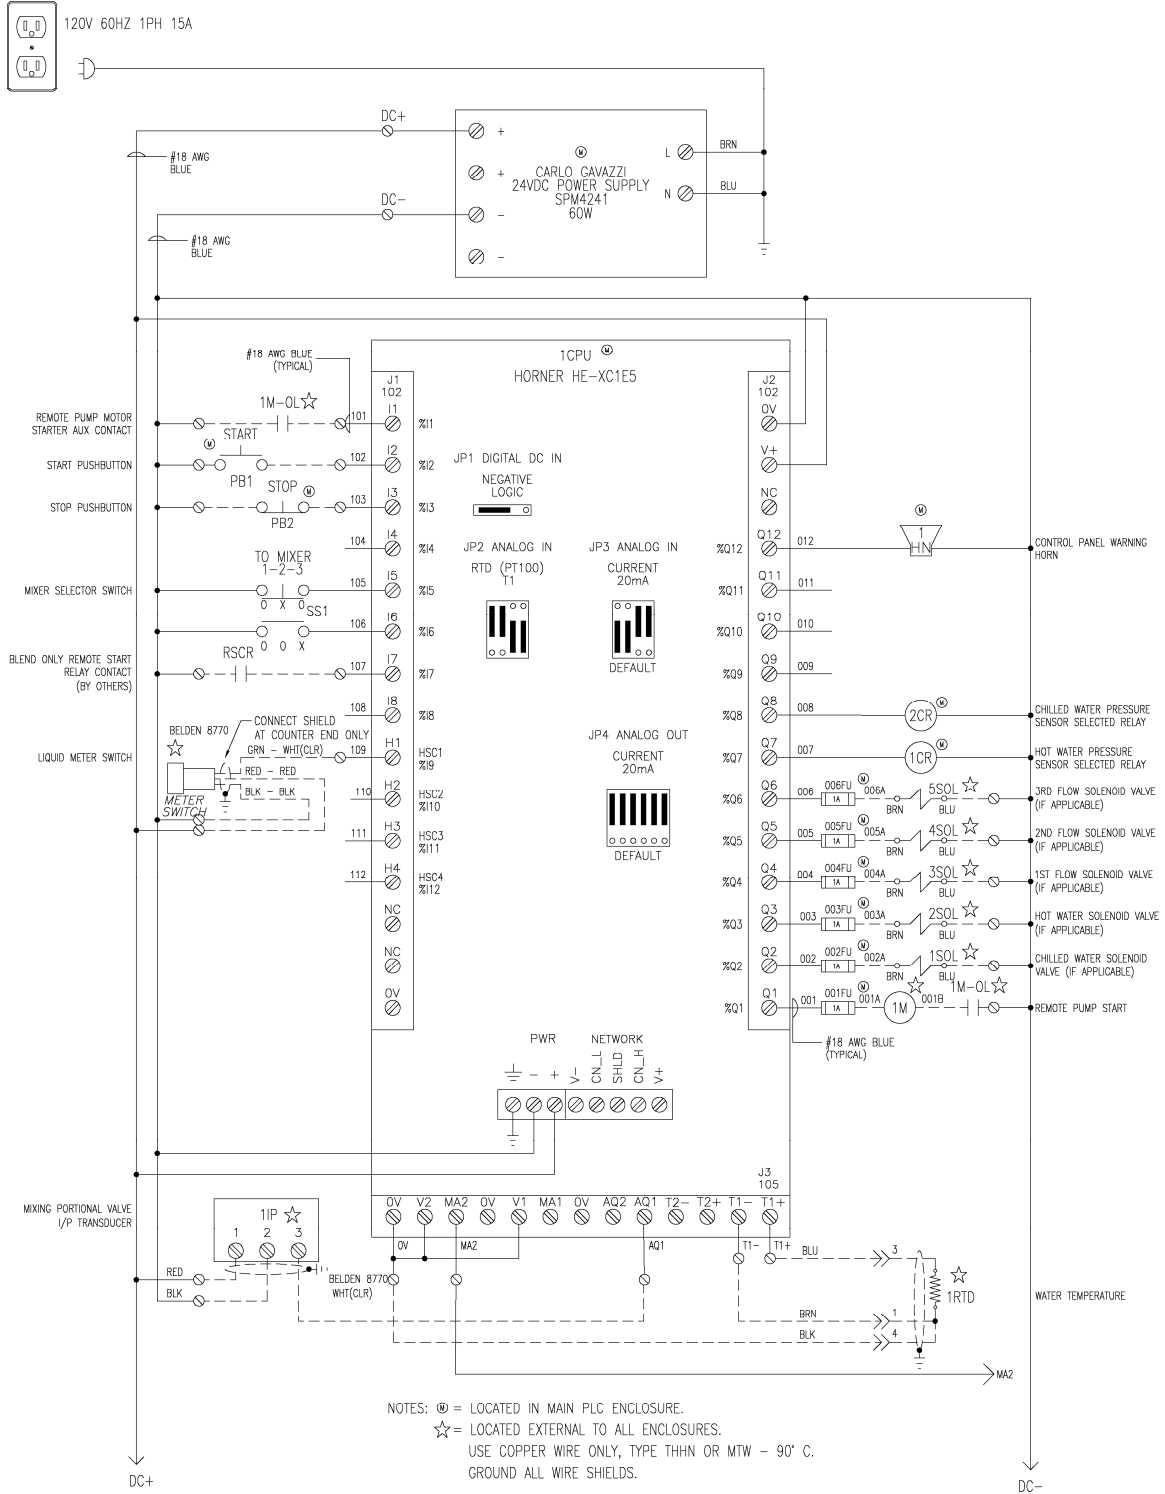 120V 60HZ 1PH 15A
DC+
#18 AWG
BLUE
DC-
#18 AWG
BLUE
+
+
-
-
M
CARLO GAVAZZI
24VDC POWER SUPPLY
SPM4241
60W
L
N
BRN
BLU
#18 AWG BLUE
(TYPICAL)
1CPU M
HORNER HE-XC1E5
J1
102
J2
102
REMOTE PUMP MOTOR
STARTER AUX CONTACT
1M-OL
101
I1
%I1
START PUSHBUTTON
M
START
PB1
102
I2
%I2
STOP PUSHBUTTON
STOP
M
PB2
103
I3
%I3
104
I4
%I4
MIXER SELECTOR SWITCH
TO MIXER
1-2-3
O X O
SS1
105
I5
%I5
O O X
106
I6
%I6
BLEND ONLY REMOTE START
RELAY CONTACT
(BY OTHERS)
RSCR
107
I7
%I7
108
I8
%I8
LIQUID METER SWITCH
BELDEN 8770
CONNECT SHIELD
AT COUNTER END ONLY
GRN - WHT(CLR)
109
RED - RED
BLK - BLK
METER
SWITCH
H1
HSC1
%I9
110
H2
HSC2
%I10
111
H3
HSC3
%I11
112
H4
HSC4
%I12
NC
NC
0V
JP1 DIGITAL DC IN
NEGATIVE
LOGIC
JP2 ANALOG IN
RTD (PT100)
T1
JP3 ANALOG IN
CURRENT
20mA
DEFAULT
JP4 ANALOG OUT
CURRENT
20mA
DEFAULT
0V
V+
NC
%Q12
Q12
012
M
1
HN
CONTROL PANEL WARNING
HORN
%Q11
Q11
011
%Q10
Q10
010
%Q9
Q9
009
%Q8
Q8
008
2CR
M
CHILLED WATER PRESSURE
SENSOR SELECTED RELAY
%Q7
Q7
007
1CR
M
HOT WATER PRESSURE
SENSOR SELECTED RELAY
%Q6
Q6
006
006FU
1A
M
006A
BRN
5SOL
BLU
3RD FLOW SOLENOID VALVE
(IF APPLICABLE)
%Q5
Q5
005
005FU
1A
M
005A
BRN
4SOL
BLU
2ND FLOW SOLENOID VALVE
(IF APPLICABLE)
%Q4
Q4
004
004FU
1A
M
004A
BRN
3SOL
BLU
1ST FLOW SOLENOID VALVE
(IF APPLICABLE)
%Q3
Q3
003
003FU
1A
M
003A
BRN
2SOL
BLU
HOT WATER SOLENOID VALVE
(IF APPLICABLE)
%Q2
Q2
002
002FU
1A
M
002A
BRN
1SOL
BLU
CHILLED WATER SOLENOID
VALVE (IF APPLICABLE)
%Q1
Q1
001
001FU
1A
M
001A
1M
001B
1M-OL
REMOTE PUMP START
#18 AWG BLUE
(TYPICAL)
PWR
NETWORK
- + V- CN_L SHLD CN_H V+
J3
105
0V V2 MA2 0V V1 MA1 0V AQ2 AQ1 T2- T2+ T1- T1+
MIXING PORTIONAL VALVE
I/P TRANSDUCER
1IP
1 2 3
RED
BLK
BELDEN 8770
WHT(CLR)
0V
MA2
AQ1
T1-
T1+
BLU
3
BRN
1
BLK
4
1RTD
WATER TEMPERATURE
MA2
NOTES: M = LOCATED IN MAIN PLC ENCLOSURE.
= LOCATED EXTERNAL TO ALL ENCLOSURES.
USE COPPER WIRE ONLY, TYPE THHN OR MTW - 90° C.
GROUND ALL WIRE SHIELDS.
DC+
DC-